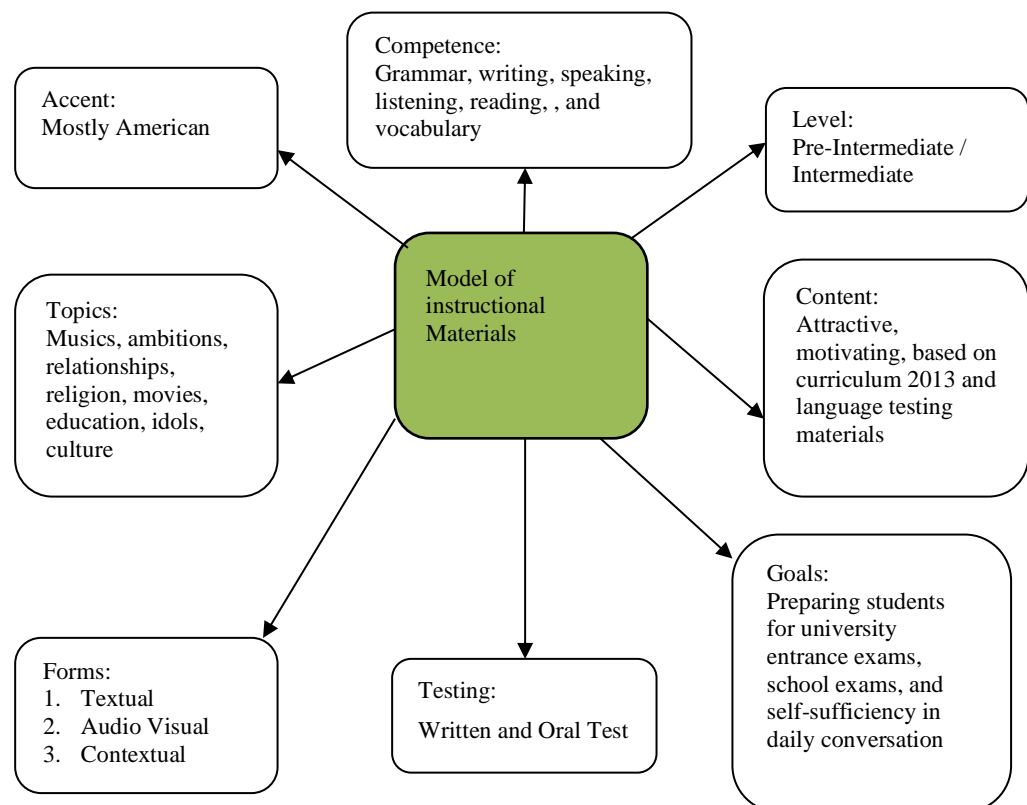 Competence:
Grammar, writing, speaking,
listening, reading, , and
vocabulary
Accent:
Mostly American
Level:
Pre-Intermediate /
Intermediate
Model of
instructional
Materials
Topics:
Musics, ambitions,
relationships,
religion, movies,
education, idols,
culture
Content:
Attractive,
motivating, based on
curriculum 2013 and
language testing
materials
Goals:
Preparing students
for university
entrance exams,
school exams, and
self-sufficiency in
daily conversation
Forms:
1. Textual
2. Audio Visual
3. Contextual
Testing:
Written and Oral Test